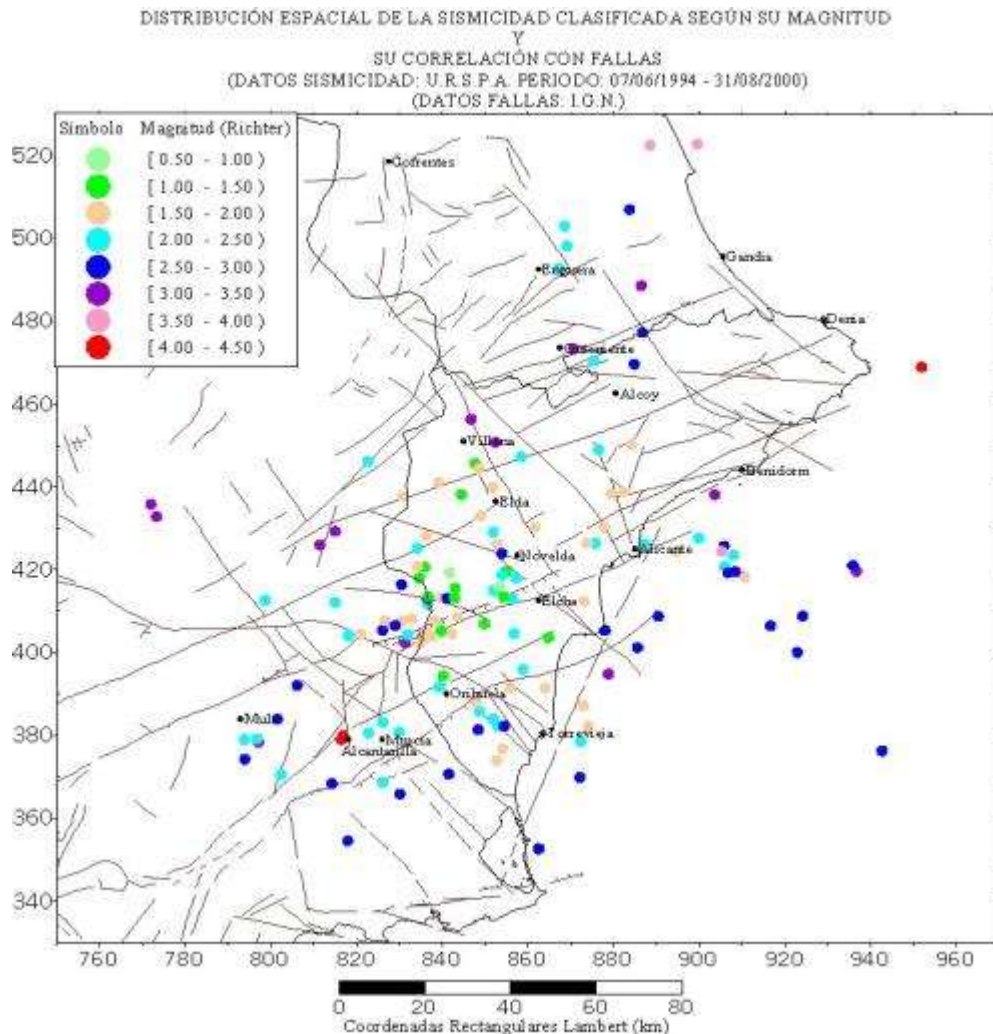 DISTRIBUCIÓN ESPACIAL DE LA SISMICIDAD CLASIFICADA SEGÚN SU MAGNITUD
Y
SU CORRELACIÓN CON FALLAS
(DATOS SISMICIDAD: U.R.S.P.A. PERIODO: 07/06/1994 - 31/08/2000)
(DATOS FALLAS: I.G.N.)
Simbolo Magnitud (Richter)
[ 0.50 - 1.00 )
[ 1.00 - 1.50 )
[ 1.50 - 2.00 )
[ 2.00 - 2.50 )
[ 2.50 - 3.00 )
[ 3.00 - 3.50 )
[ 3.50 - 4.00 )
[ 4.00 - 4.50 )
520
Cofrentes
500
Gandia
480
Denia
460
Alcoy
Villena
Benidorm
440
Elda
Novelda
Alicante
420
Elche
400
Orihuela
Mula
380
Torrevieja
Murcia
Alcantarilla
360
340
760 780 800 820 840 860 880 900 920 940 960
0 20 40 60 80
Coordenadas Rectangulares Lambert (km)